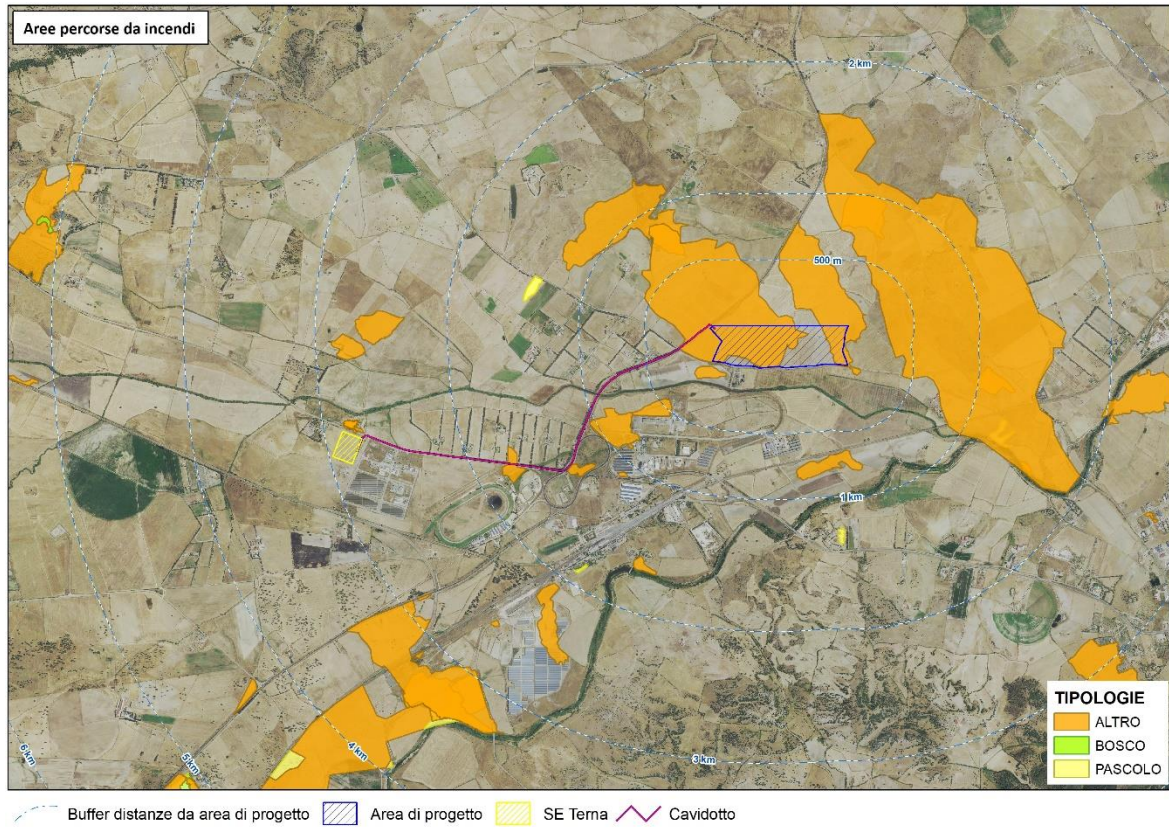 Aree percorse da incendi
2 km
500 m
1 km
3 km
4 km
5 km
6 km
TIPOLOGIE
ALTRO
BOSCO
PASCOLO
Buffer distanze da area di progetto
Area di progetto
SE Terna
Cavidotto